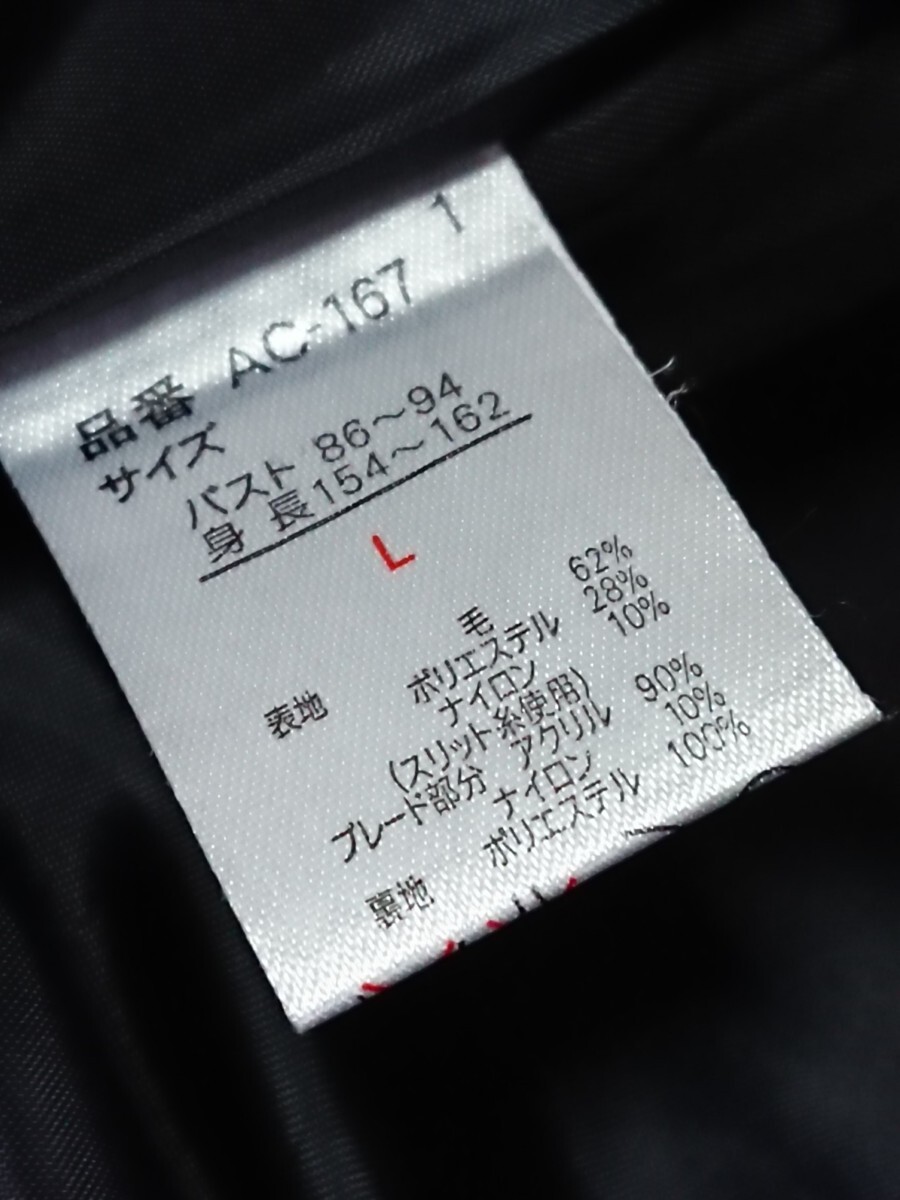 1
品番 AC-167
サイズ
バスト 86～94
身 長 154～162
L
表地 毛 62%
ポリエステル 28%
ナイロン 10%
(スリット糸使用)
ブレード部分 アクリル 90%
ナイロン 10%
裏地 ポリエステル 100%